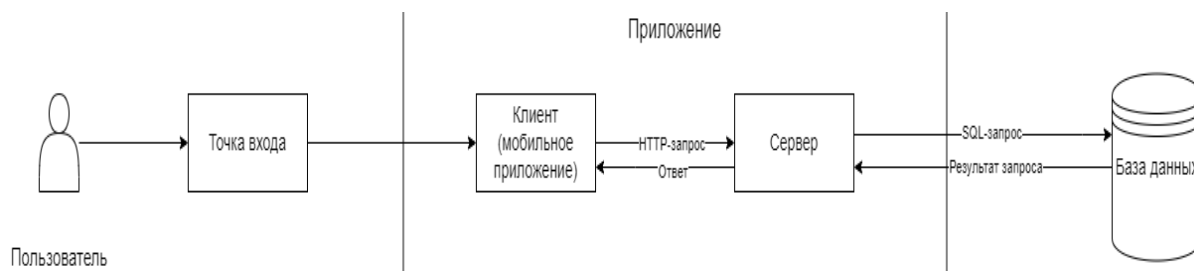 Приложение
Точка входа
Клиент
(мобильное
приложение)
HTTP-запрос
Ответ
Сервер
SQL-запрос
Результат запроса
База данных
Пользователь